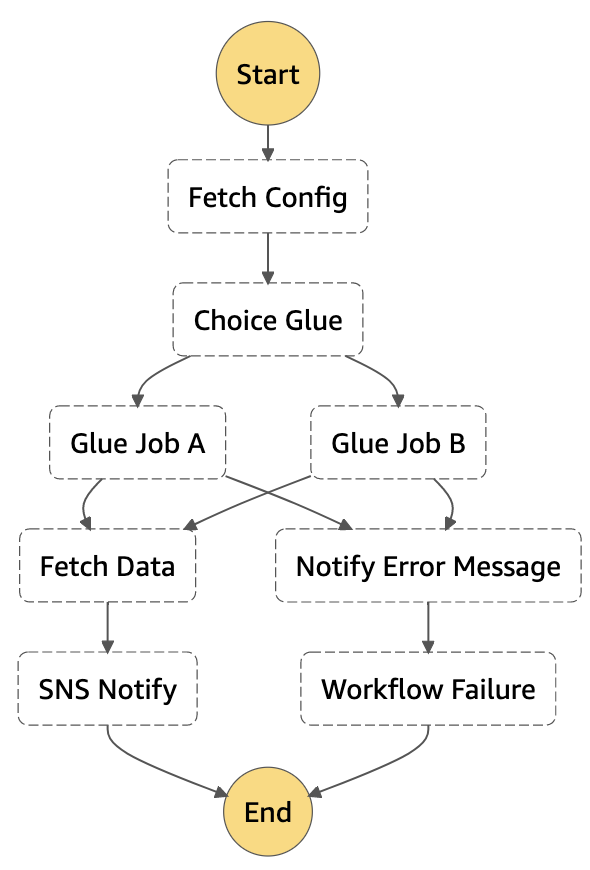 Start
Fetch Config
Choice Glue
Glue Job A
Glue Job B
Fetch Data
Notify Error Message
SNS Notify
Workflow Failure
End